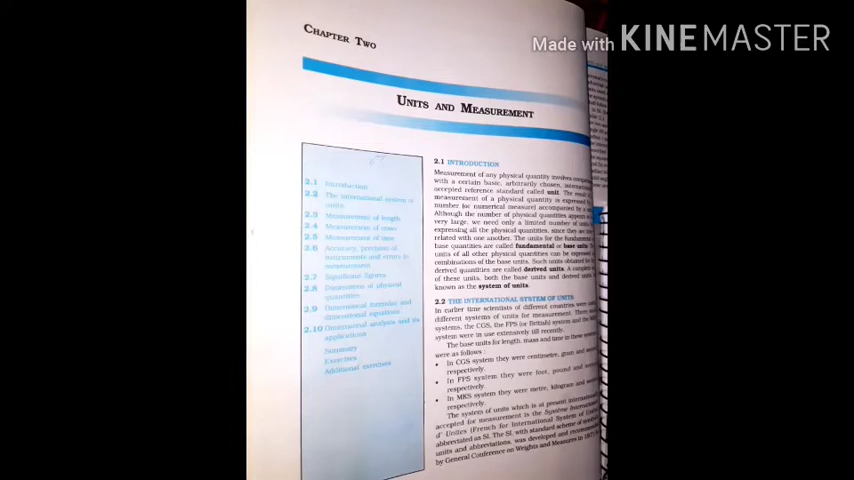 Made with KINEMASTER
CHAPTER TWO
UNITS AND MEASUREMENT
2.1 Introduction
2.2 The international system of
units
2.3 Measurement of length
2.4 Measurement of mass
2.5 Measurement of time
2.6 Accuracy, precision of
instruments and errors in
measurement
2.7 Significant figures
2.8 Dimensions of physical
quantities
2.9 Dimensional formulae and
dimensional equations
2.10 Dimensional analysis and its
applications
Summary
Exercises
Additional exercises
2.1 INTRODUCTION
Measurement of any physical quantity involves
with a certain basic, arbitrarily chosen,
accepted reference standard called unit. The result
measurement of a physical quantity is expressed
number (or numerical measure) accompanied by a
Although the number of physical quantities appears
very large, we need only a limited number of units
expressing all the physical quantities, since they are
related with one another. The units for the fundamental
base quantities are called fundamental or base units.
units of all other physical quantities can be expressed
combinations of the base units. Such units obtained
derived quantities are called derived units. A complete
of these units, both the base units and derived units,
known as the system of units.
2.2 THE INTERNATIONAL SYSTEM OF UNITS
In earlier time scientists of different countries were
different systems of units for measurement. Three
systems, the CGS, the FPS (or British) system and the
system were in use extensively till recently.
The base units for length, mass and time in these
were as follows :
• In CGS system they were centimetre, gram and
respectively.
• In FPS system they were foot, pound and
respectively.
• In MKS system they were metre, kilogram and
respectively.
The system of units which is at present
accepted for measurement is the Système
d' Unites (French for International System of
abbreviated as SI. The SI, with standard scheme of
units and abbreviations, was developed and
by General Conference on Weights and Measures in 1971